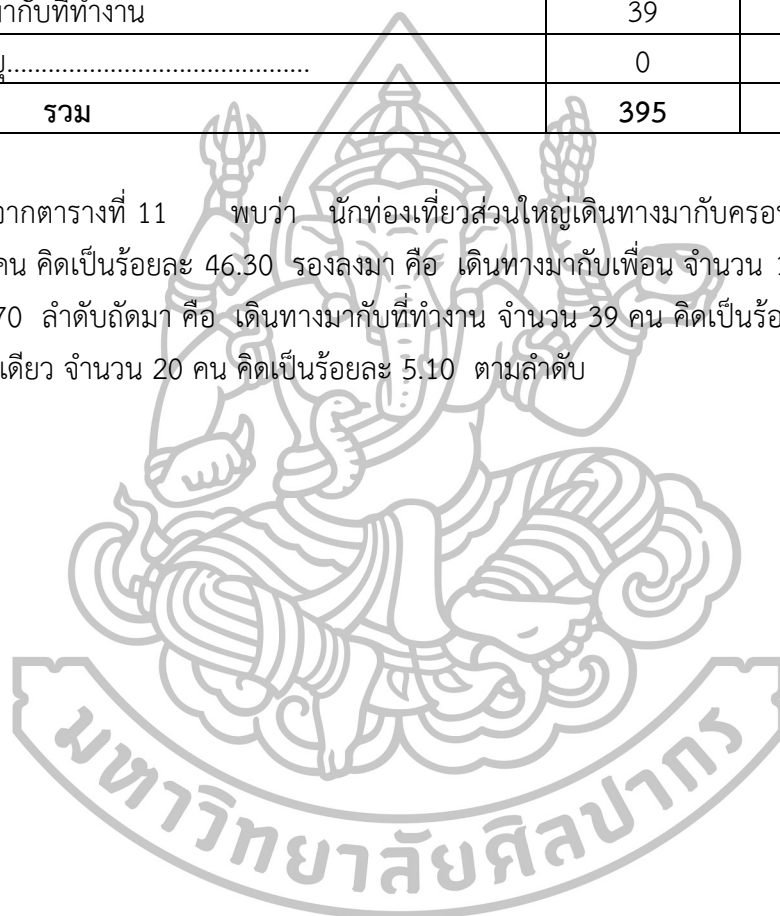 มากับที่ทำงาน 39
............................................ 0
รวม 395
จากตารางที่ 11 พบว่า นักท่องเที่ยวส่วนใหญ่เดินทางมากับครอบ
คน คิดเป็นร้อยละ 46.30 รองลงมา คือ เดินทางมากับเพื่อน จำนวน
70 ลำดับถัดมา คือ เดินทางมากับที่ทำงาน จำนวน 39 คน คิดเป็นร้อ
เดียว จำนวน 20 คน คิดเป็นร้อยละ 5.10 ตามลำดับ
มหาวิทยาลัยศิลปากร